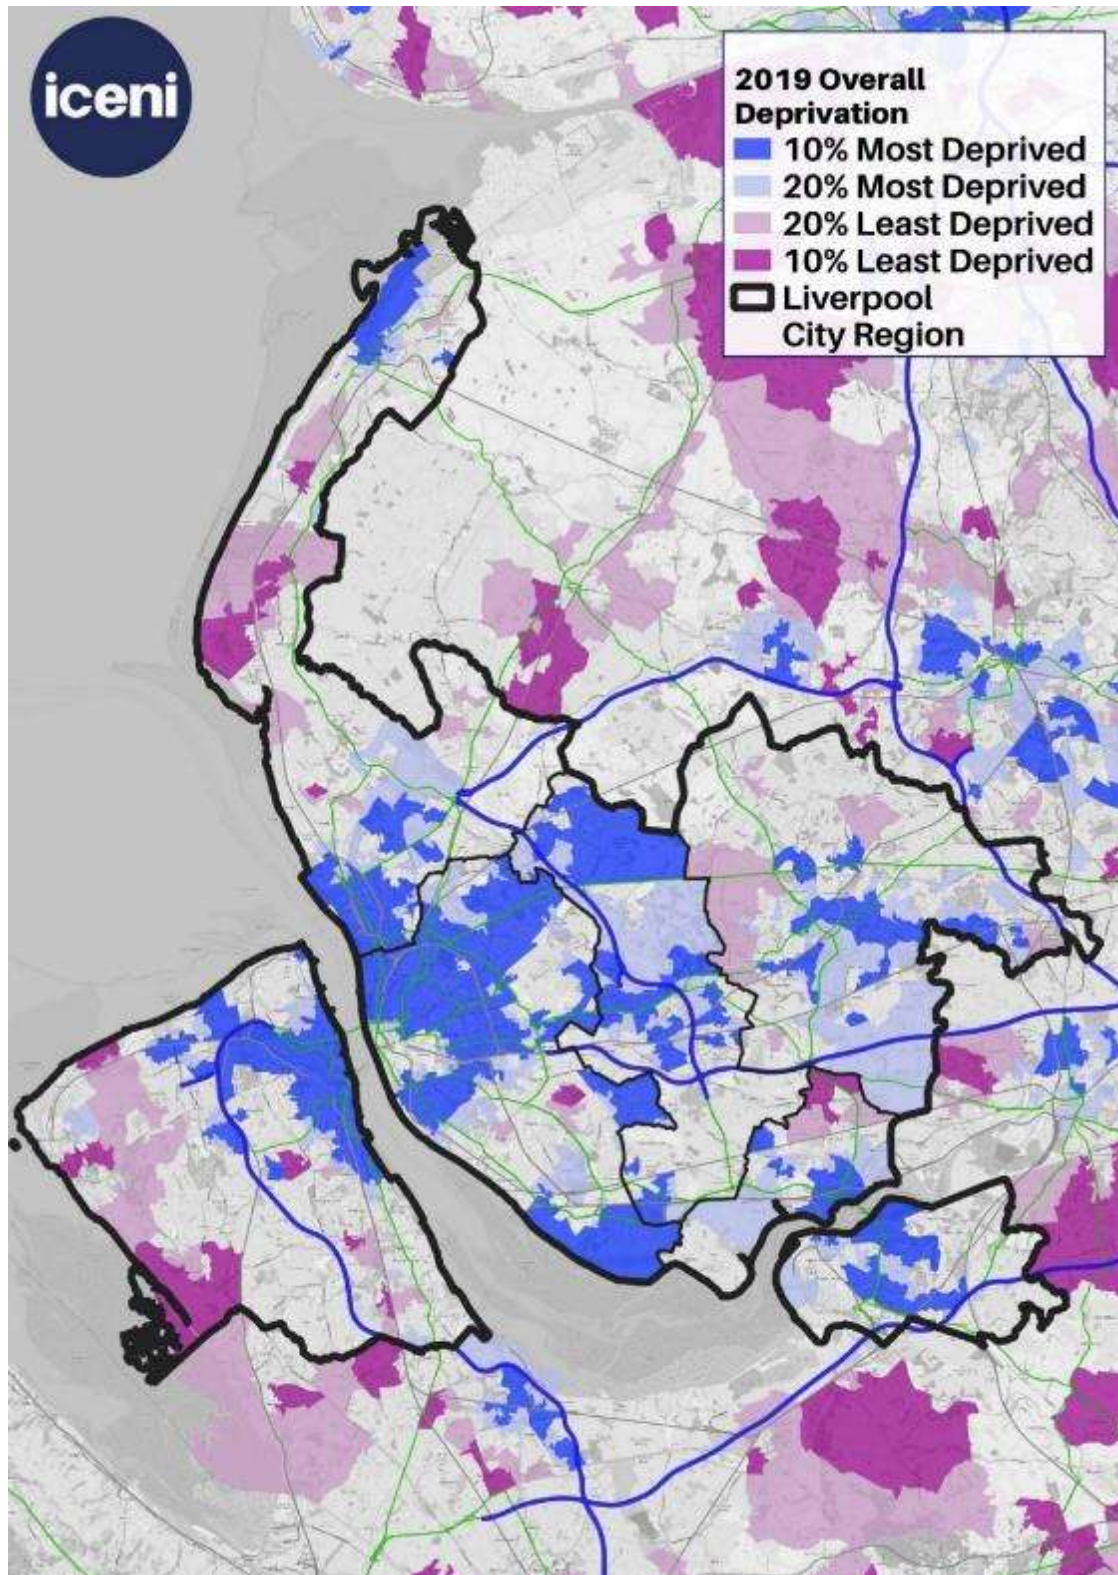 iceni
2019 Overall
Deprivation
10% Most Deprived
20% Most Deprived
20% Least Deprived
10% Least Deprived
Liverpool
City Region